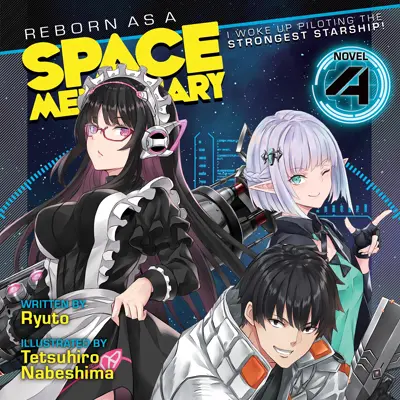 REBORN AS A
SPACE
MERCENARY
I WOKE UP PILOTING THE
STRONGEST STARSHIP!
NOVEL
4
WRITTEN BY
Ryuto
ILLUSTRATED BY
Tetsuhiro
Nabeshima